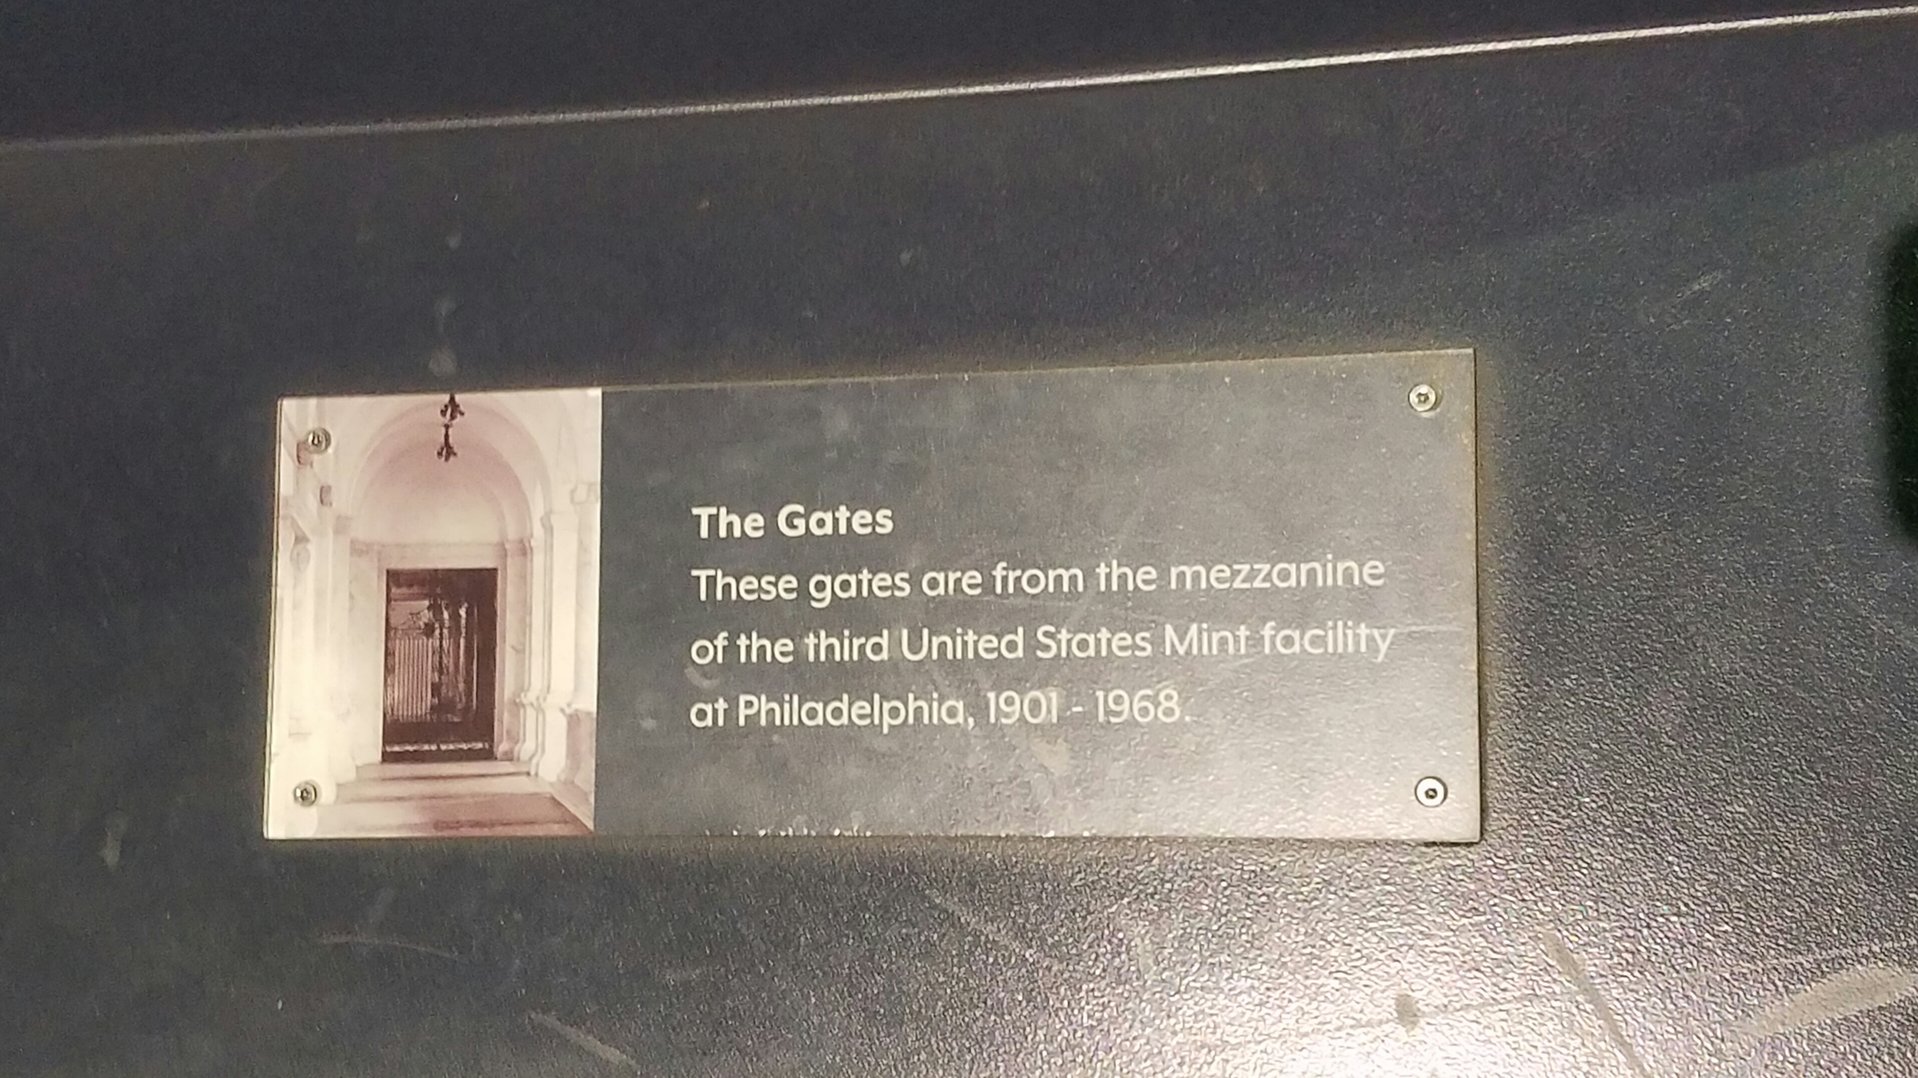 The Gates
These gates are from the mezzanine
of the third United States Mint facility
at Philadelphia, 1901 - 1968.